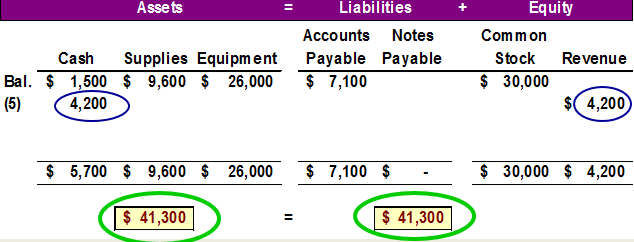 Assets = Liabilities + Equity
Accounts Notes Common
Cash Supplies Equipment Payable Payable Stock Revenue
Bal. $ 1,500 $ 9,600 $ 26,000 $ 7,100 $ 30,000
(5) 4,200 $ 4,200
$ 5,700 $ 9,600 $ 26,000 $ 7,100 $ - $ 30,000 $ 4,200
$ 41,300 = $ 41,300